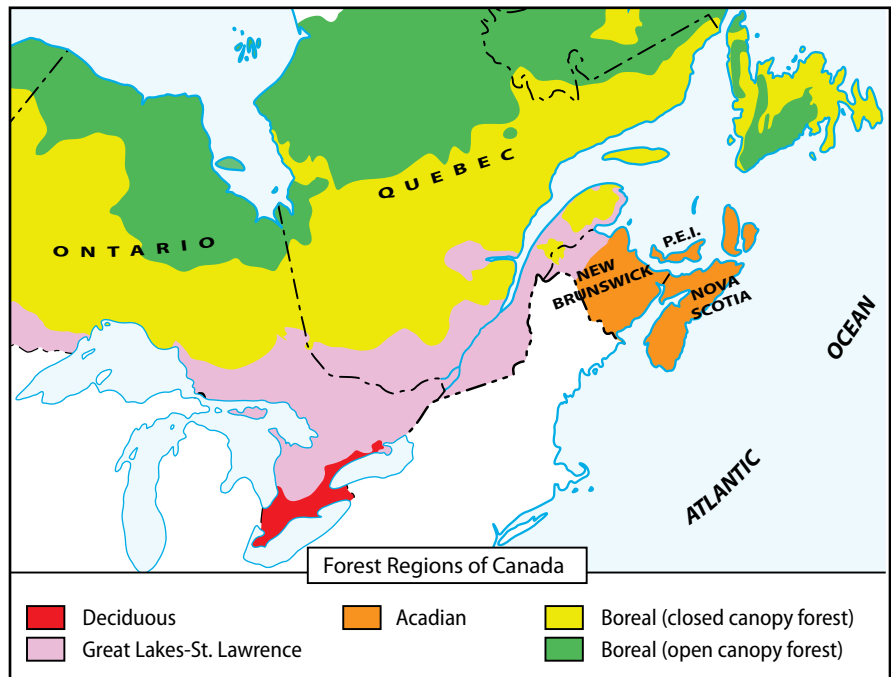 QUEBEC
ONTARIO
P.E.I.
NEW
BRUNSWICK
NOVA
SCOTIA
OCEAN
ATLANTIC
Forest Regions of Canada
Deciduous
Acadian
Boreal (closed canopy forest)
Great Lakes-St. Lawrence
Boreal (open canopy forest)